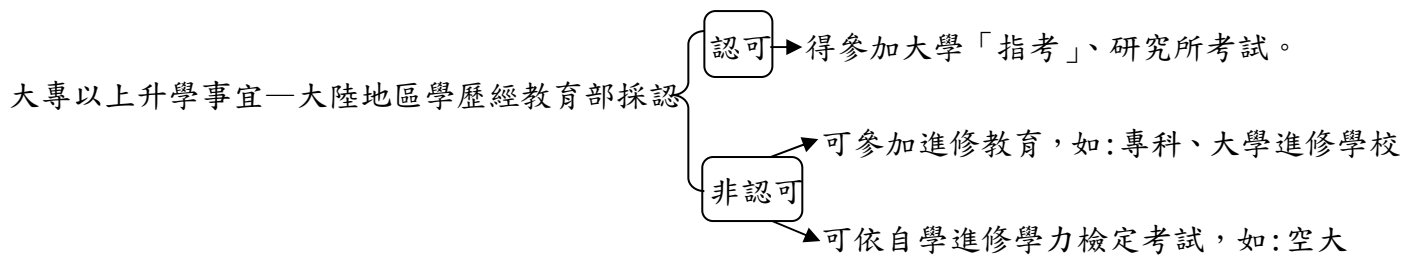 認可
得參加大學「指考」、研究所考試。
大專以上升學事宜—大陸地區學歷經教育部採認
可參加進修教育，如:專科、大學進修學校
非認可
可依自學進修學力檢定考試，如:空大